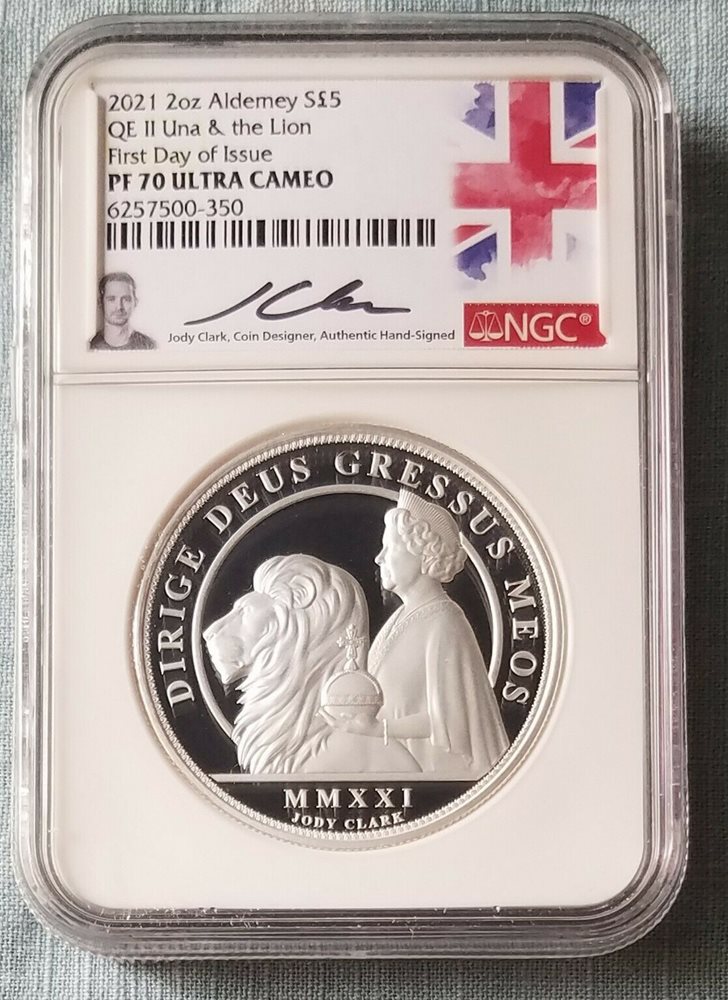 2021 2oz Alderney S£5
QE II Una & the Lion
First Day of Issue
PF 70 ULTRA CAMEO
6257500-350
Jody Clark, Coin Designer, Authentic Hand-Signed
NGC®
DIRIGE DEUS GRESSUS MEOS
MMXXI
JODY CLARK